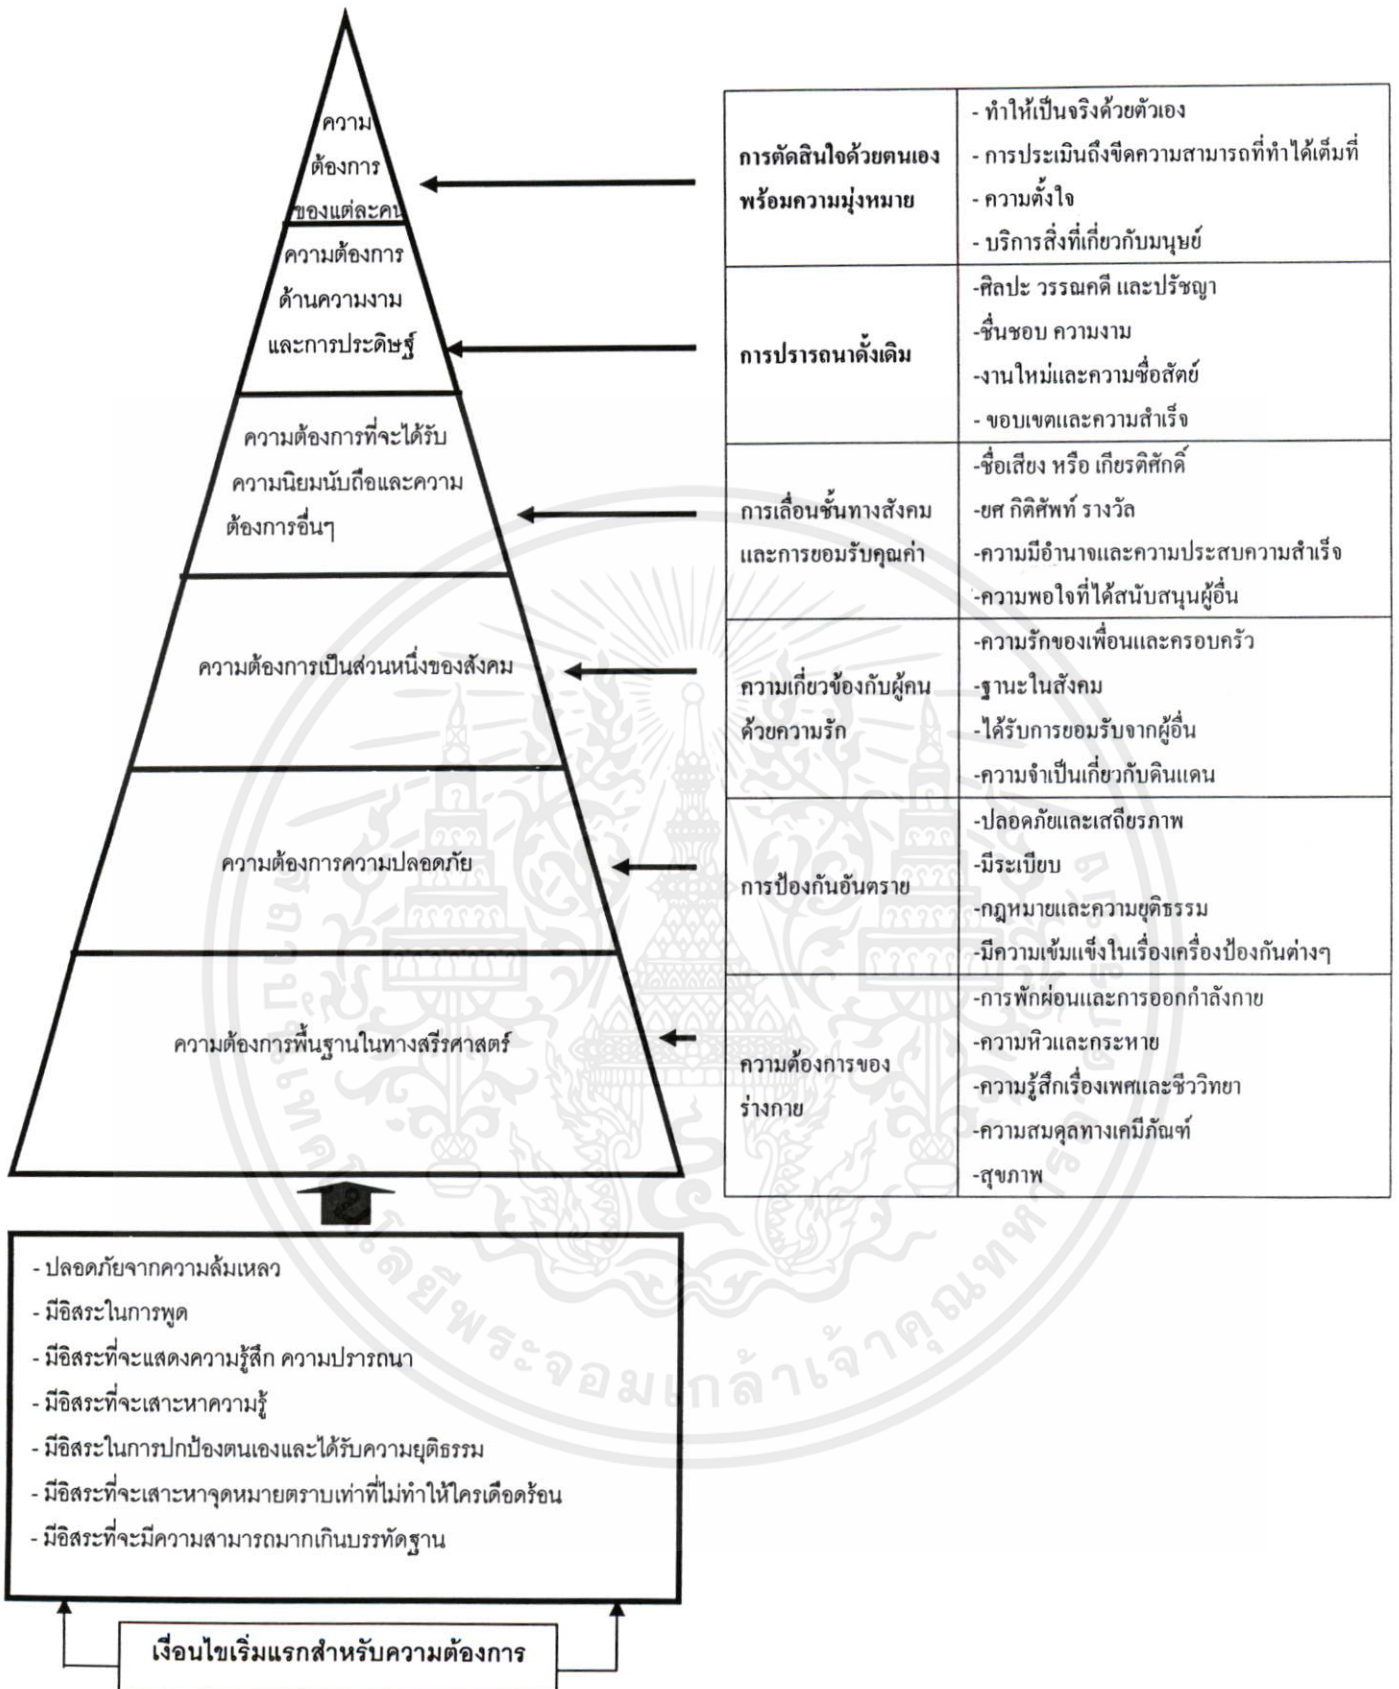 ความ
ต้องการ
ของแต่ละคน
ความต้องการ
ด้านความงาม
และการประดิษฐ์
ความต้องการที่จะได้รับ
ความนิยมนับถือและความ
ต้องการอื่นๆ
ความต้องการเป็นส่วนหนึ่งของสังคม
ความต้องการความปลอดภัย
ความต้องการพื้นฐานในทางสรีรศาสตร์
การตัดสินใจด้วยตนเอง
พร้อมความมุ่งหมาย
- ทำให้เป็นจริงด้วยตัวเอง
- การประเมินถึงขีดความสามารถที่ทำได้เต็มที่
- ความตั้งใจ
- บริการสิ่งที่เกี่ยวกับมนุษย์
การปรารถนาดั้งเดิม
-ศิลปะ วรรณคดี และปรัชญา
-ชื่นชอบ ความงาม
-งานใหม่และความซื่อสัตย์
- ขอบเขตและความสำเร็จ
การเลื่อนชั้นทางสังคม
และการยอมรับคุณค่า
-ชื่อเสียง หรือ เกียรติศักดิ์
-ยศ กิติศัพท์ รางวัล
-ความมีอำนาจและความประสบความสำเร็จ
-ความพอใจที่ได้สนับสนุนผู้อื่น
ความเกี่ยวข้องกับผู้คน
ด้วยความรัก
-ความรักของเพื่อนและครอบครัว
-ฐานะในสังคม
-ได้รับการยอมรับจากผู้อื่น
-ความจำเป็นเกี่ยวกับดินแดน
การป้องกันอันตราย
-ปลอดภัยและเสถียรภาพ
-มีระเบียบ
-กฎหมายและความยุติธรรม
-มีความเข้มแข็งในเรื่องเครื่องป้องกันต่างๆ
ความต้องการของ
ร่างกาย
-การพักผ่อนและการออกกำลังกาย
-ความหิวและกระหาย
-ความรู้สึกเรื่องเพศและชีววิทยา
-ความสมดุลทางเคมีภัณฑ์
-สุขภาพ
- ปลอดภัยจากความล้มเหลว
- มีอิสระในการพูด
- มีอิสระที่จะแสดงความรู้สึก ความปรารถนา
- มีอิสระที่จะเสาะหาความรู้
- มีอิสระในการปกป้องตนเองและได้รับความยุติธรรม
- มีอิสระที่จะเสาะหาจุดหมายตราบเท่าที่ไม่ทำให้ใครเดือดร้อน
- มีอิสระที่จะมีความสามารถมากเกินบรรทัดฐาน
เงื่อนไขเริ่มแรกสำหรับความต้องการ
สถาบันเทคโนโลยีพระจอมเกล้าเจ้าคุณทหารลาดกระบัง